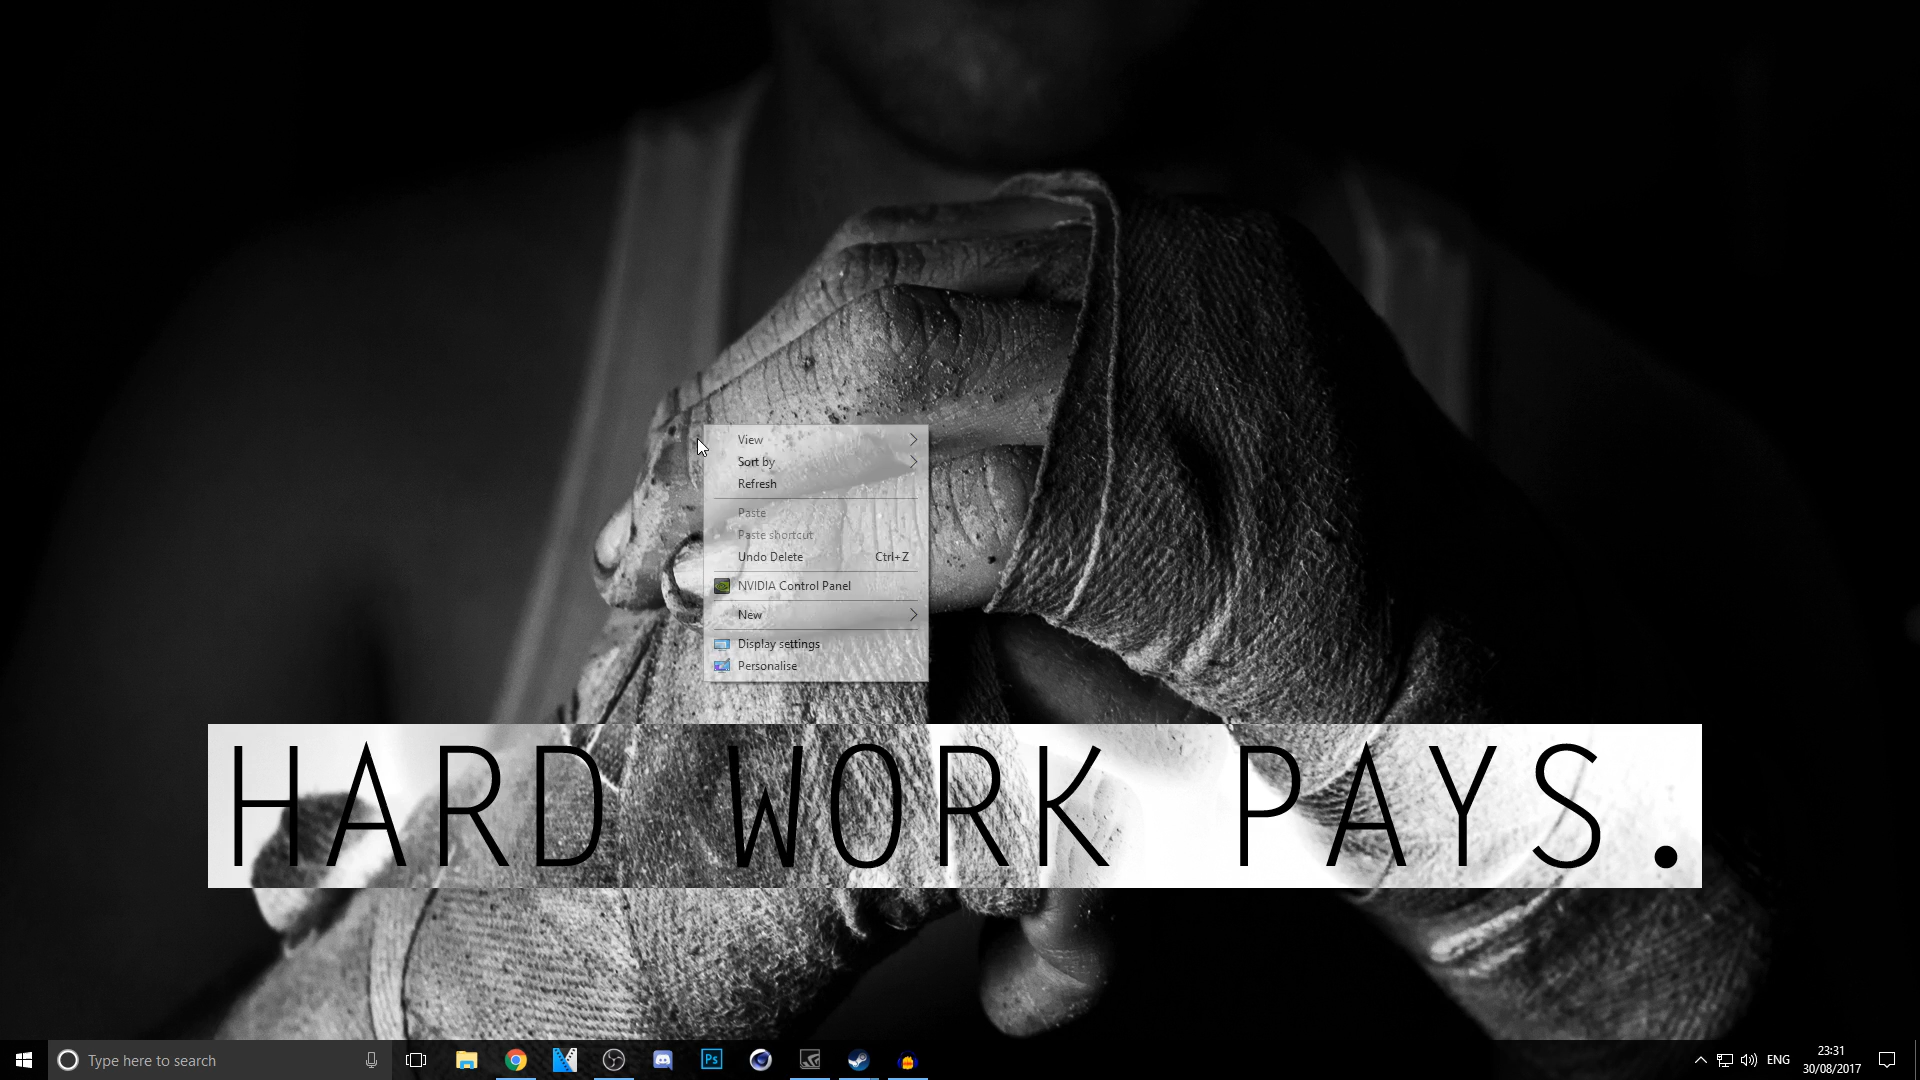 View
Sort by
Refresh
Paste
Paste shortcut
Undo Delete Ctrl+Z
NVIDIA Control Panel
New
Display settings
Personalise
HARD WORK PAYS.
Type here to search
Ps
ENG
23:31
30/08/2017